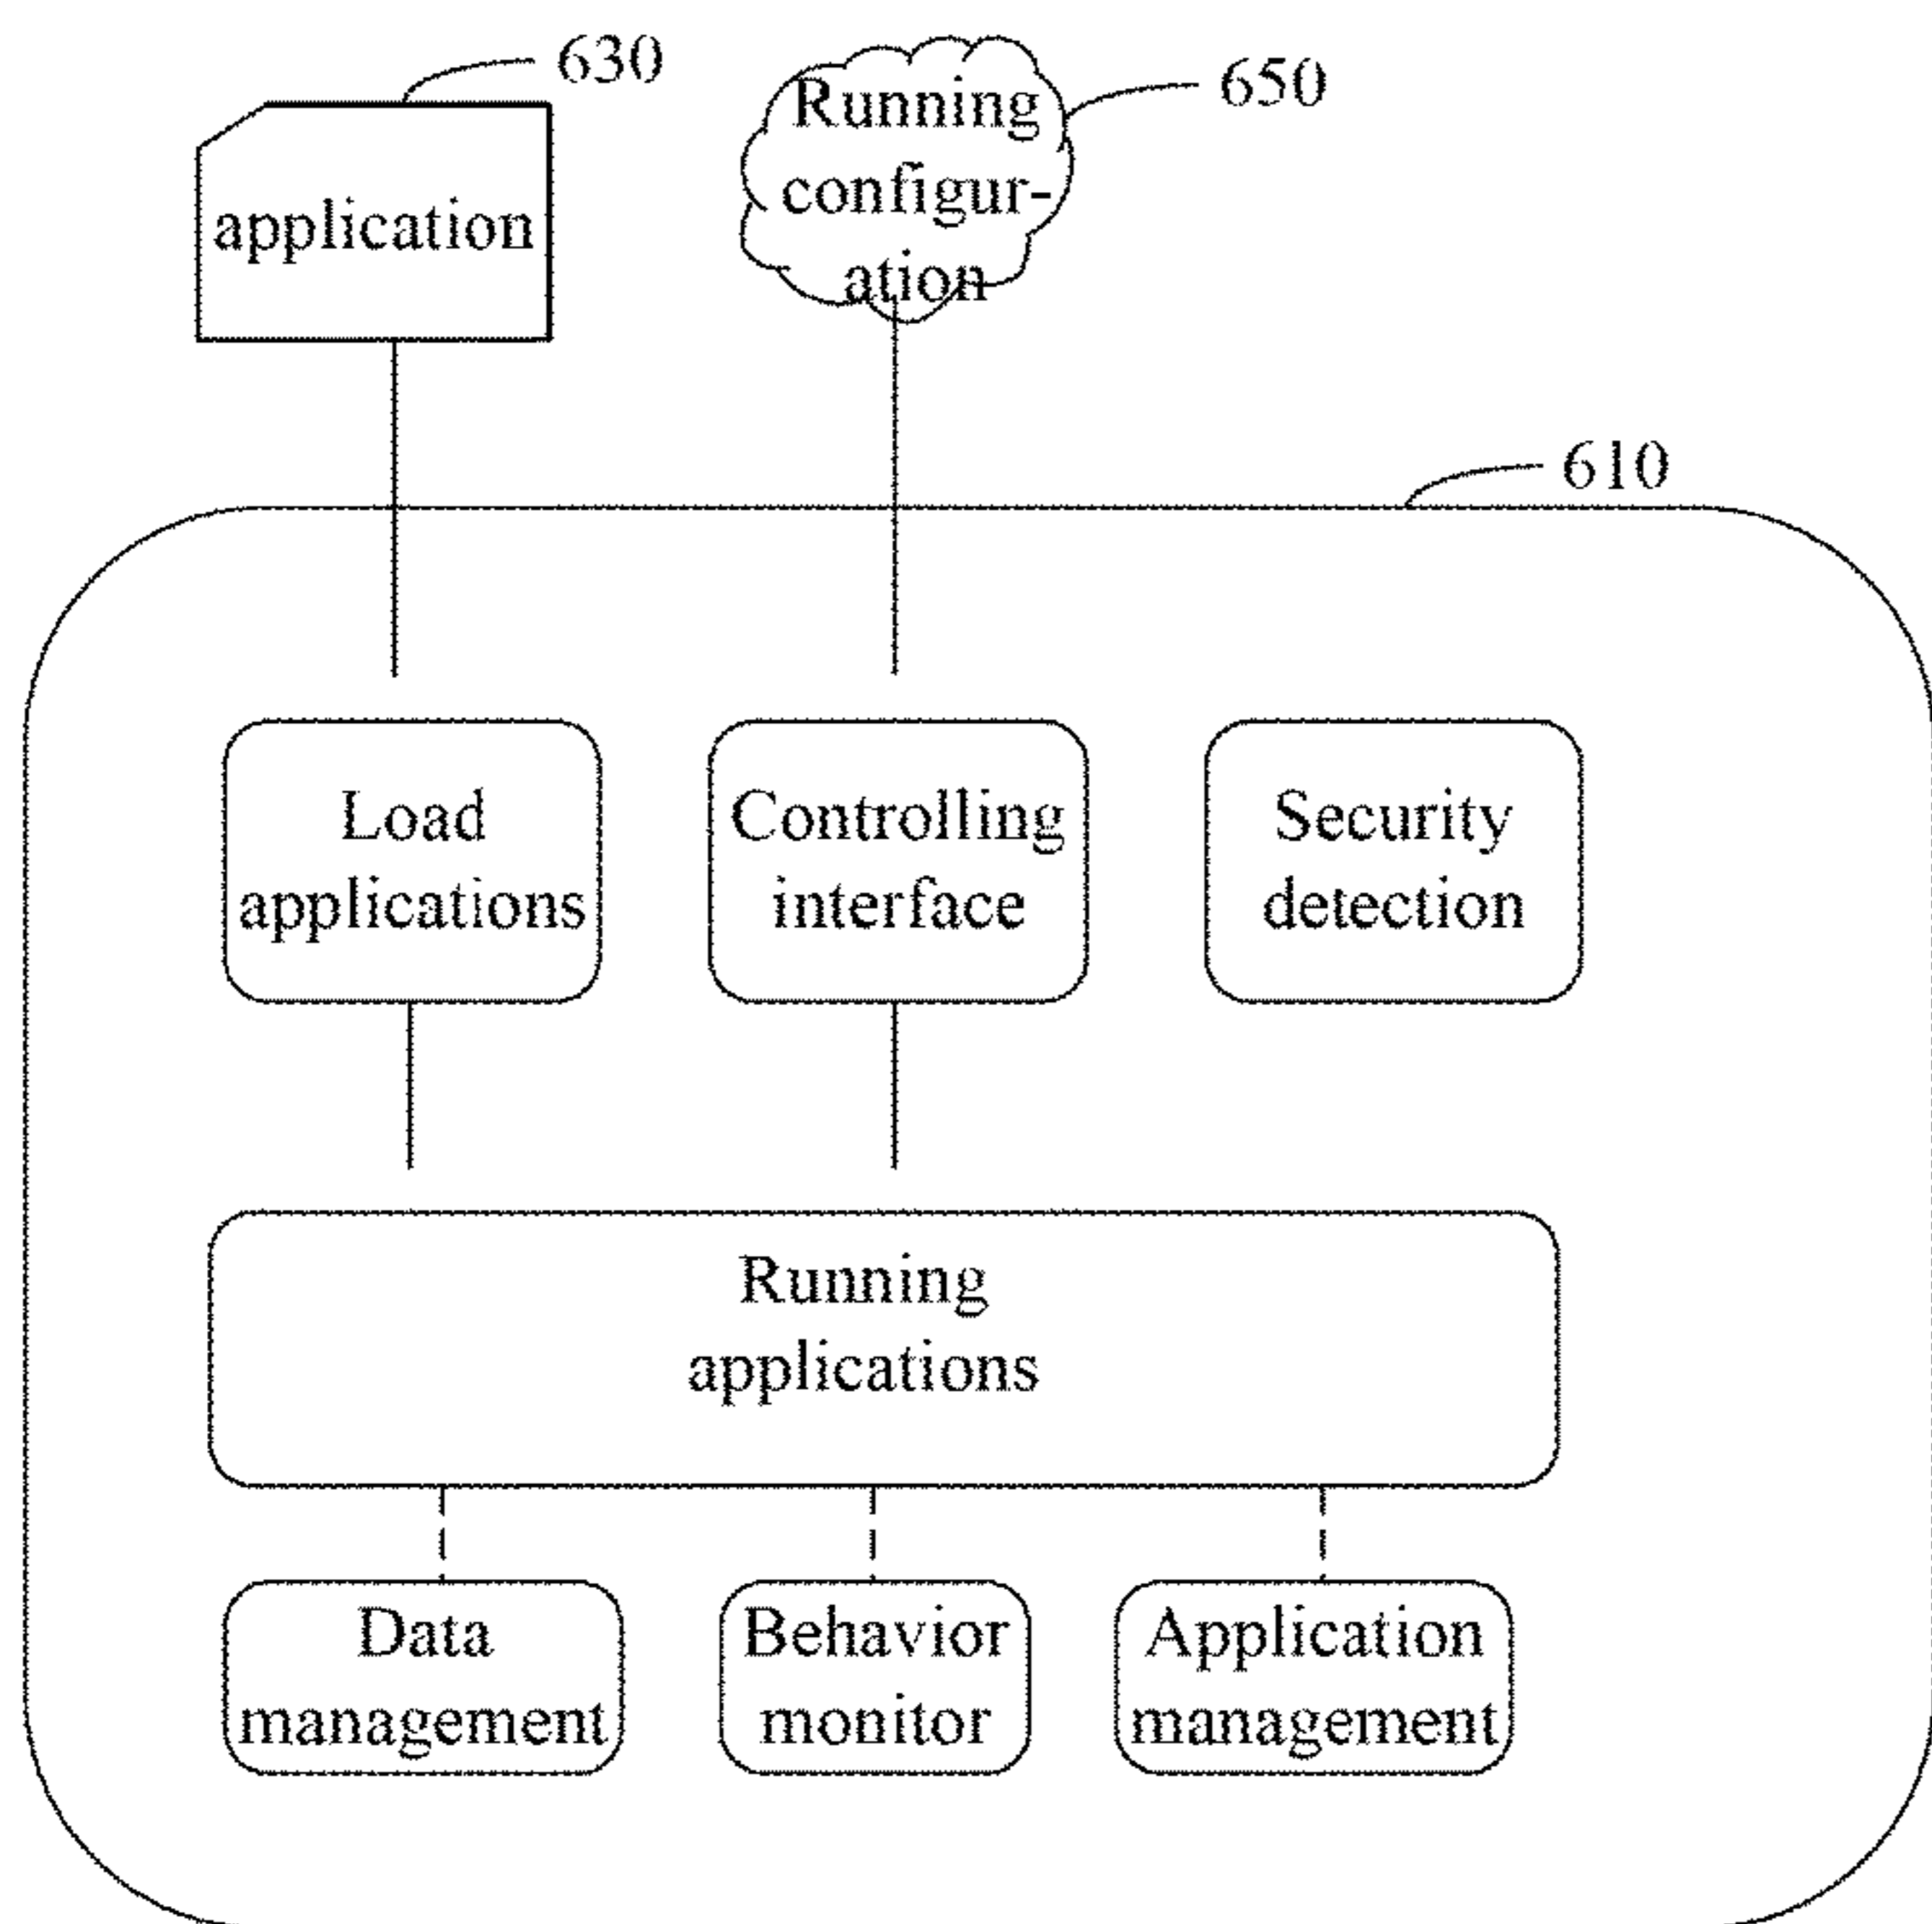 630
650
application
Running
configur-
ation
610
Load
applications
Controlling
interface
Security
detection
Running
applications
Data
management
Behavior
monitor
Application
management